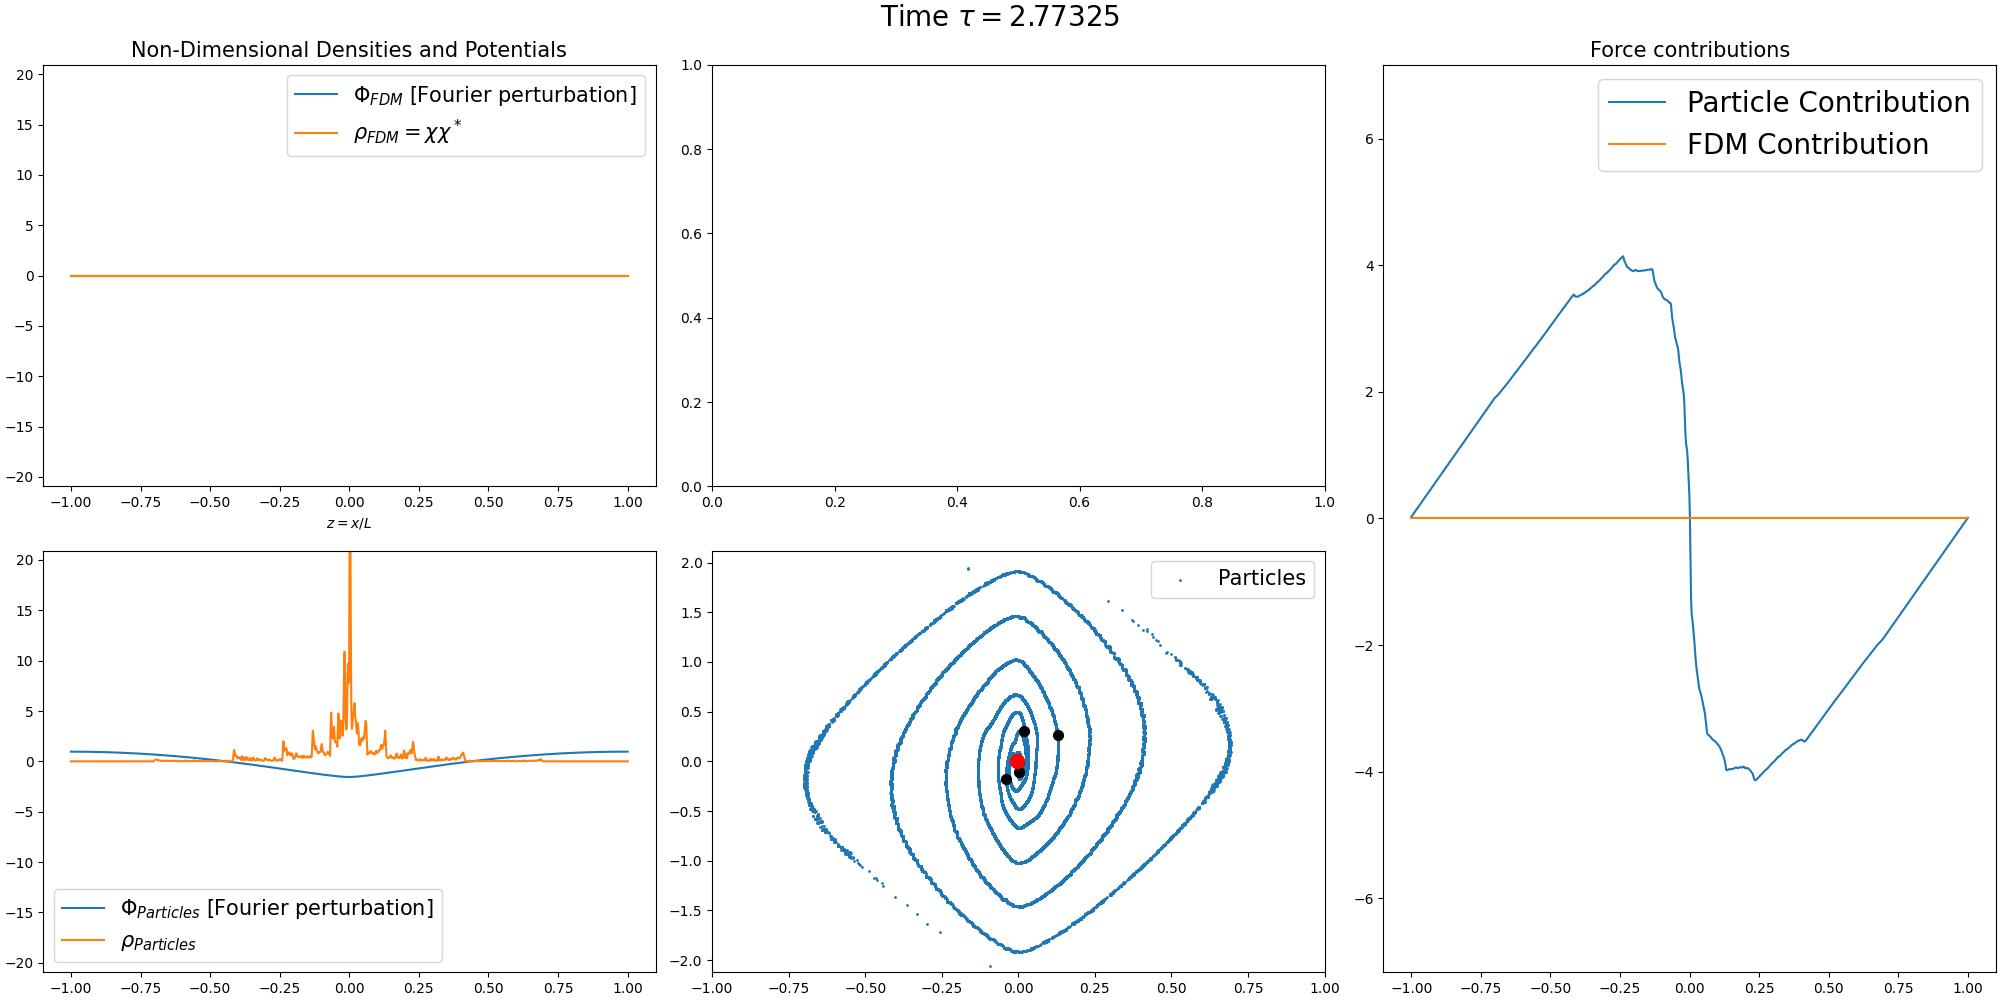 Time τ = 2.77325
Non-Dimensional Densities and Potentials
20
15
10
5
0
−5
−10
−15
−20
−1.00 −0.75 −0.50 −0.25 0.00 0.25 0.50 0.75 1.00
z = x/L
Φ_FDM [Fourier perturbation]
ρ_FDM = χχ*
1.0
0.8
0.6
0.4
0.2
0.0
0.0 0.2 0.4 0.6 0.8 1.0
Force contributions
Particle Contribution
FDM Contribution
6
4
2
0
−2
−4
−6
−1.00 −0.75 −0.50 −0.25 0.00 0.25 0.50 0.75 1.00
20
15
10
5
0
−5
−10
−15
−20
−1.00 −0.75 −0.50 −0.25 0.00 0.25 0.50 0.75 1.00
Φ_Particles [Fourier perturbation]
ρ_Particles
Particles
2.0
1.5
1.0
0.5
0.0
−0.5
−1.0
−1.5
−2.0
−1.00 −0.75 −0.50 −0.25 0.00 0.25 0.50 0.75 1.00